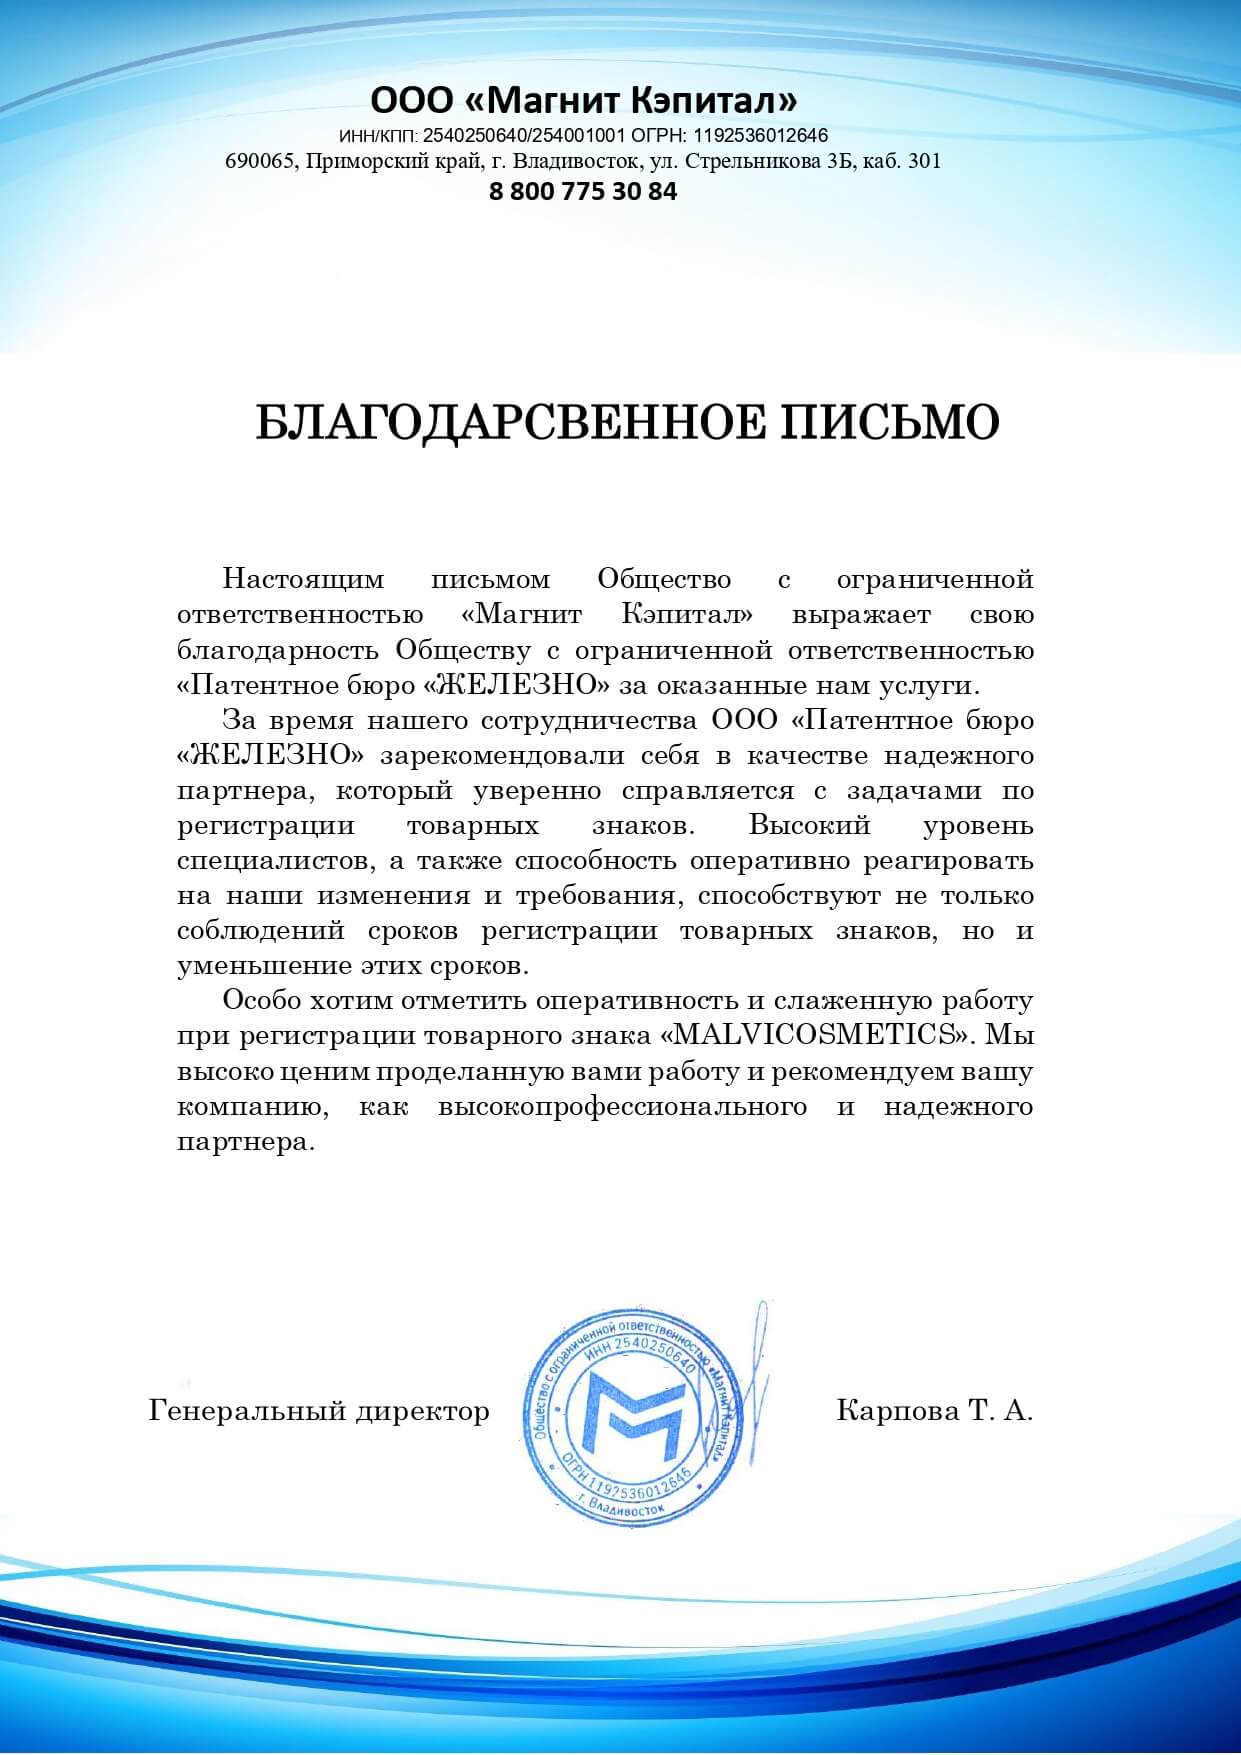 ООО «Магнит Кэпитал»
ИНН/КПП: 2540250640/254001001 ОГРН: 1192536012646
690065, Приморский край, г. Владивосток, ул. Стрельникова 3Б, каб. 301
8 800 775 30 84
БЛАГОДАРСВЕННОЕ ПИСЬМО
Настоящим письмом Общество с ограниченной
ответственностью «Магнит Кэпитал» выражает свою
благодарность Обществу с ограниченной ответственностью
«Патентное бюро «ЖЕЛЕЗНО» за оказанные нам услуги.
За время нашего сотрудничества ООО «Патентное бюро
«ЖЕЛЕЗНО» зарекомендовали себя в качестве надежного
партнера, который уверенно справляется с задачами по
регистрации товарных знаков. Высокий уровень
специалистов, а также способность оперативно реагировать
на наши изменения и требования, способствуют не только
соблюдений сроков регистрации товарных знаков, но и
уменьшение этих сроков.
Особо хотим отметить оперативность и слаженную работу
при регистрации товарного знака «MALVICOSMETICS». Мы
высоко ценим проделанную вами работу и рекомендуем вашу
компанию, как высокопрофессионального и надежного
партнера.
Генеральный директор
Общество с ограниченной ответственностью «Магнит Кэпитал»
ИНН 2540250640
ОГРН 1192536012646
г. Владивосток
Карпова Т. А.